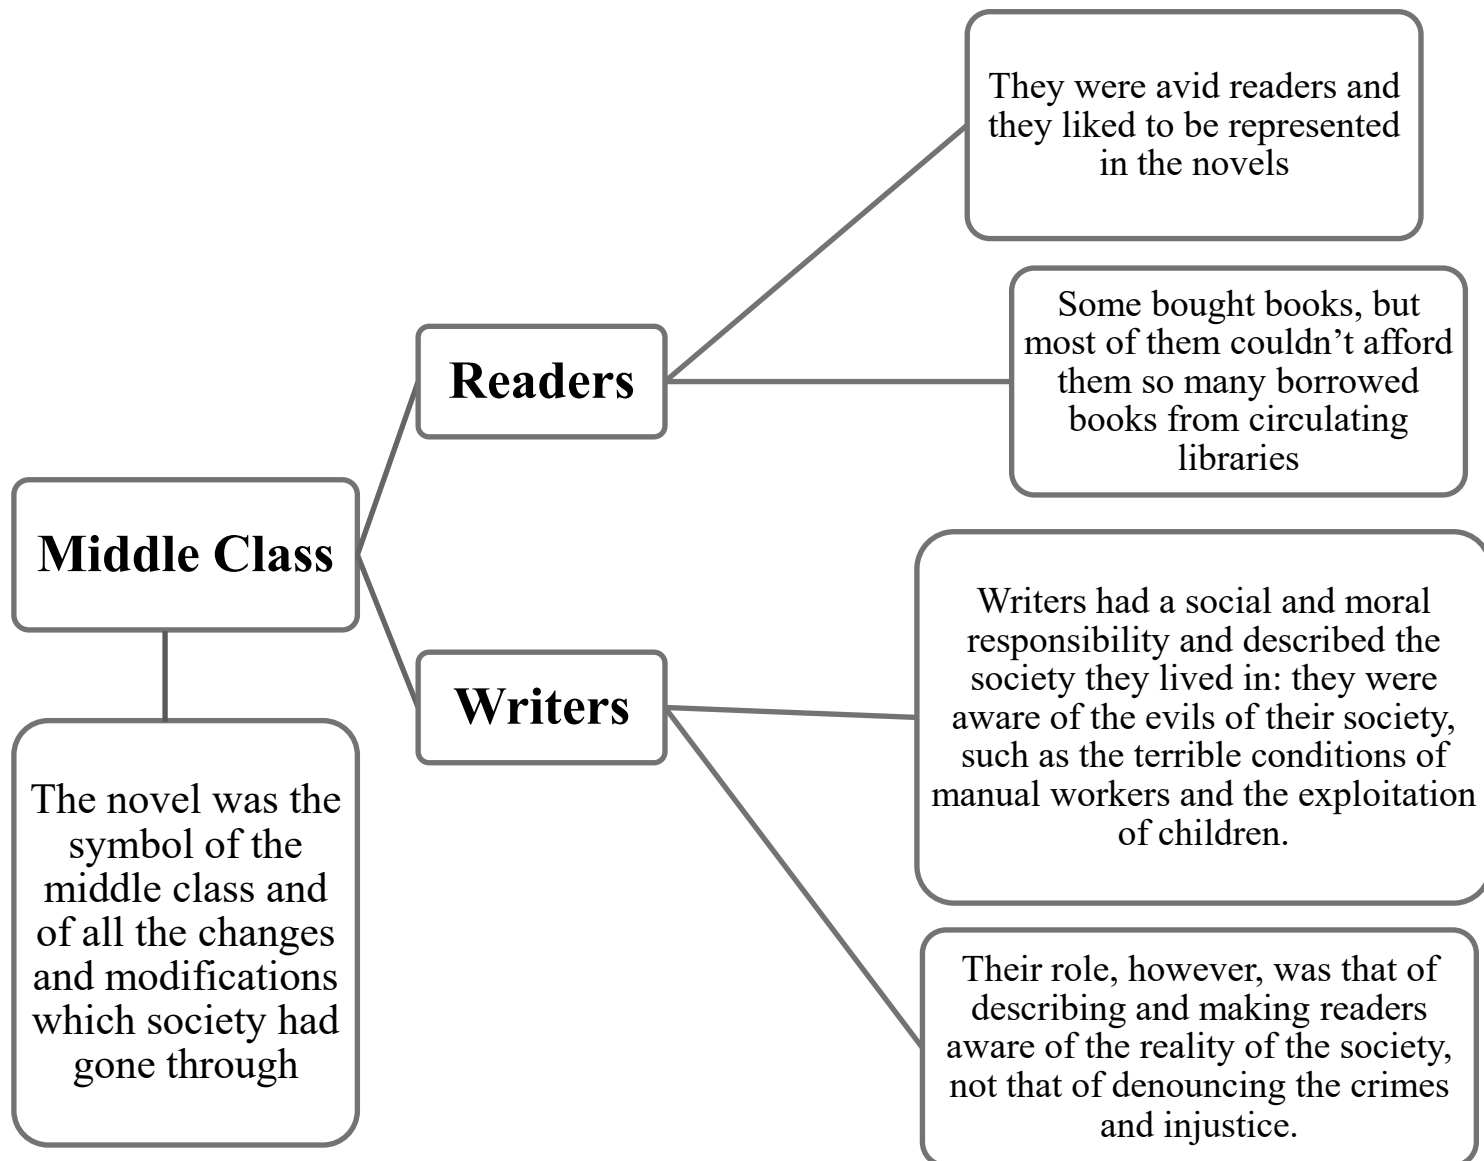 Middle Class
The novel was the
symbol of the
middle class and
of all the changes
and modifications
which society had
gone through
Readers
They were avid readers and
they liked to be represented
in the novels
Some bought books, but
most of them couldn’t afford
them so many borrowed
books from circulating
libraries
Writers
Writers had a social and moral
responsibility and described the
society they lived in: they were
aware of the evils of their society,
such as the terrible conditions of
manual workers and the exploitation
of children.
Their role, however, was that of
describing and making readers
aware of the reality of the society,
not that of denouncing the crimes
and injustice.